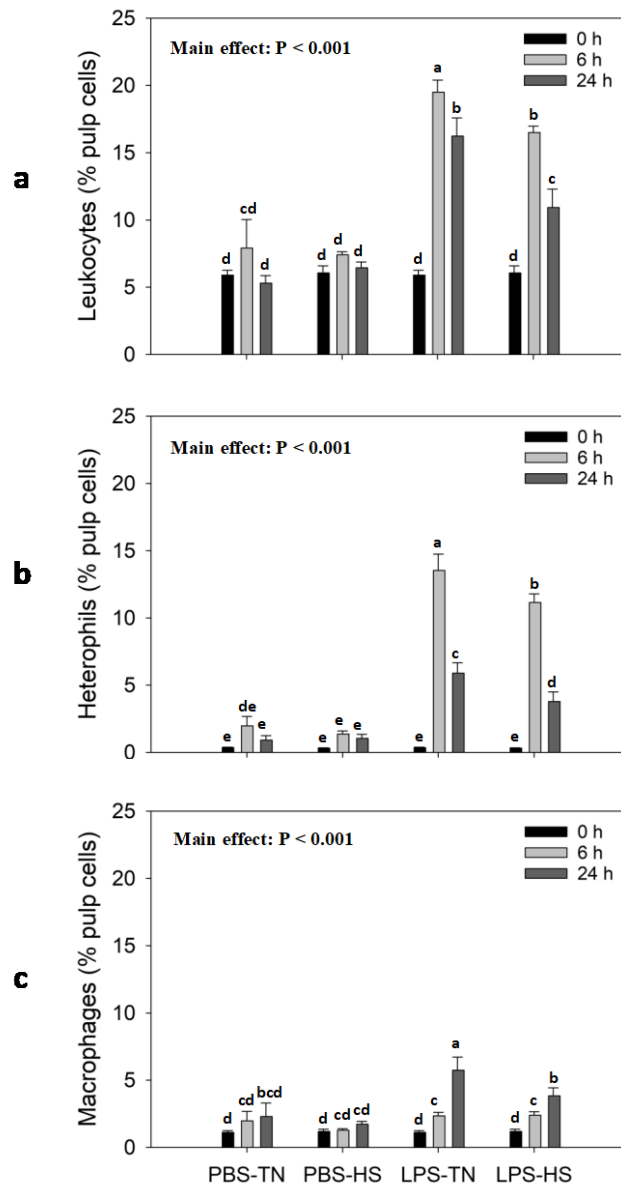 25
Main effect: P < 0.001
0 h
6 h
24 h
a
b
20
b
a
15
c
Leukocytes (% pulp cells)
10
cd
d d d d d d d
5
0
25
Main effect: P < 0.001
0 h
6 h
24 h
20
b
15
a
b
Heterophils (% pulp cells)
10
c
d
5
de
e e e e e e e
0
25
Main effect: P < 0.001
0 h
6 h
24 h
20
c
15
Macrophages (% pulp cells)
10
a
b
5
d cd bcd d cd cd d c d c
0
PBS-TN PBS-HS LPS-TN LPS-HS